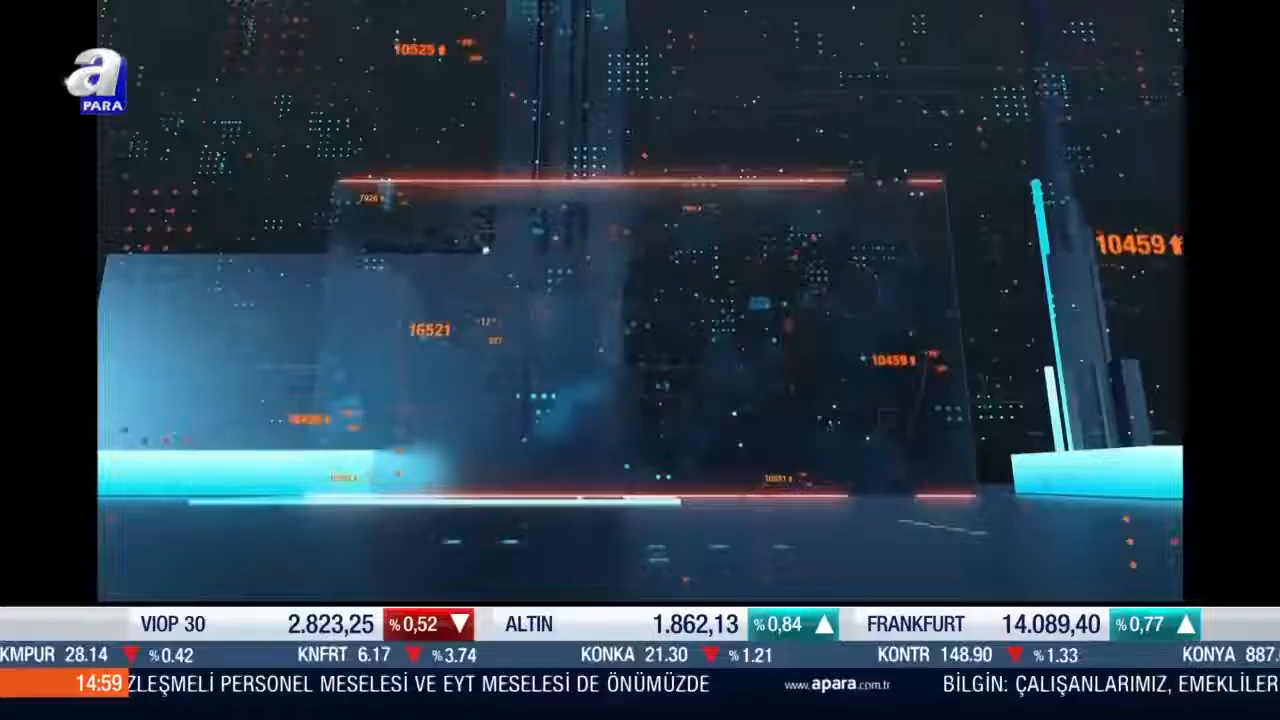 a
PARA
10525
7926
10459
16521
10459
VIOP 30 2.823,25 %0,52 ALTIN 1.862,13 %0,84 FRANKFURT 14.089,40 %0,77
KMPUR 28.14 %0.42 KNFRT 6.17 %3.74 KONKA 21.30 %1.21 KONTR 148.90 %1.33 KONYA 887.
14:59 ZLEŞMELİ PERSONEL MESELESİ VE EYT MESELESİ DE ÖNÜMÜZDE www.apara.com.tr BİLGİN: ÇALIŞANLARIMIZ, EMEKLİLER